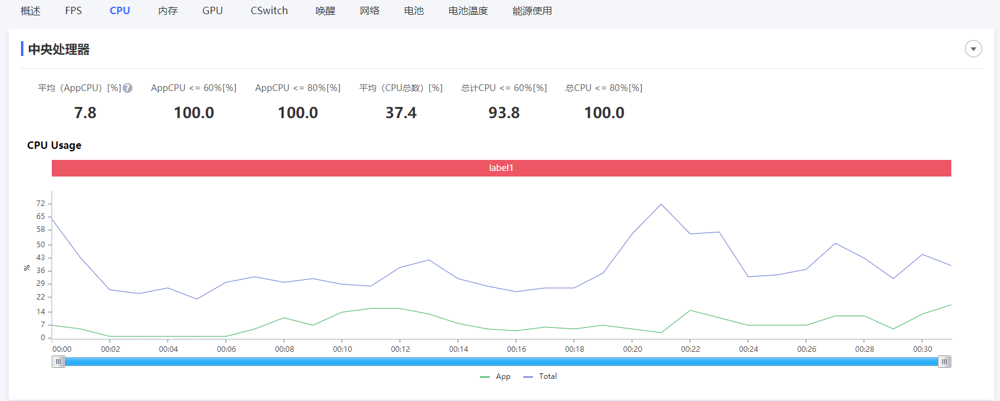 概述 FPS CPU 内存 GPU CSwitch 唤醒 网络 电池 电池温度 能源使用
中央处理器
平均（AppCPU）[%]? AppCPU <= 60%[%] AppCPU <= 80%[%] 平均（CPU总数）[%] 总计CPU <= 60%[%] 总CPU <= 80%[%]
7.8 100.0 100.0 37.4 93.8 100.0
CPU Usage
label1
72
65
58
50
43
%
36
29
22
14
7
0
00:00 00:02 00:04 00:06 00:08 00:10 00:12 00:14 00:16 00:18 00:20 00:22 00:24 00:26 00:28 00:30
App Total